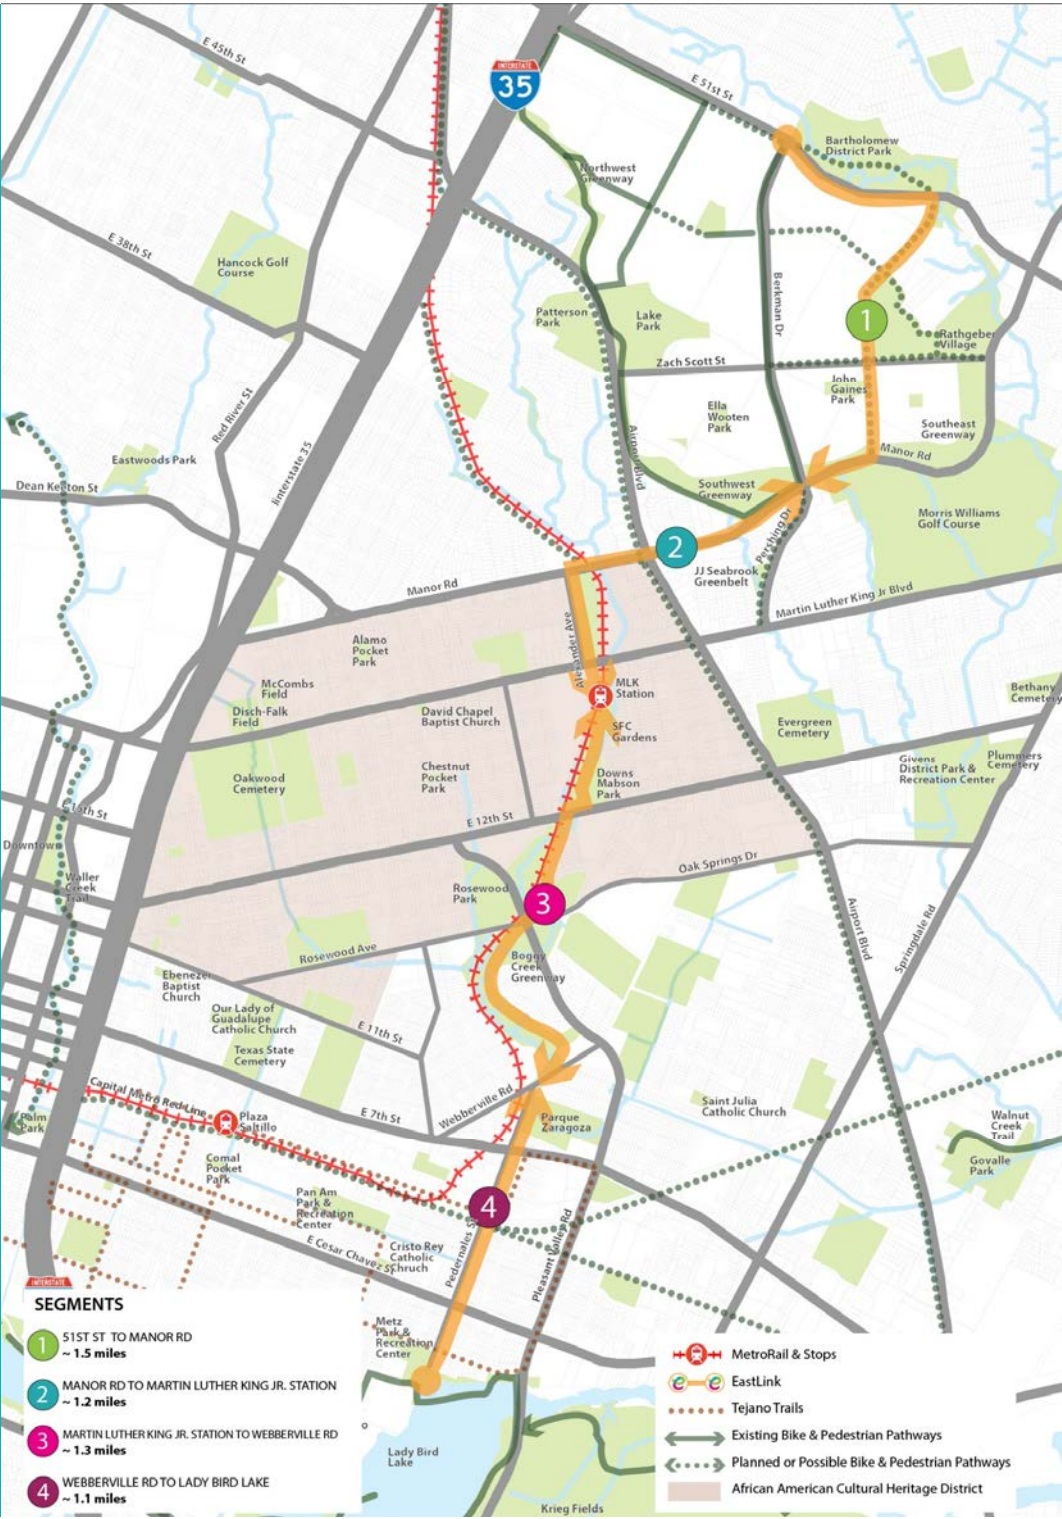 E 45th St
INTERSTATE
35
E 51st St
Bartholomew
District Park
Northwest
Greenway
E 38th St
Hancock Golf
Course
Patterson
Park
Lake
Park
Berkman Dr
1
Rathgeber
Village
Zach Scott St
John
Gaines
Park
Red River St
Ella
Wooten
Park
Southeast
Greenway
Airport Blvd
Manor Rd
Eastwoods Park
Dean Keeton St
Iinterstate 35
Southwest
Greenway
Morris Williams
Golf Course
Pershing Dr
2
JJ Seabrook
Greenbelt
Manor Rd
Martin Luther King Jr Blvd
Alexander Ave
Alamo
Pocket
Park
McCombs
Field
MLK
Station
Bethany
Cemetery
Disch-Falk
Field
David Chapel
Baptist Church
SFC
Gardens
Evergreen
Cemetery
Givens
District Park &
Recreation Center
Plummers
Cemetery
Oakwood
Cemetery
Chestnut
Pocket
Park
Downs
Mabson
Park
E 15th St
E 12th St
Downtown
Oak Springs Dr
Waller
Creek
Trail
Rosewood
Park
3
Airport Blvd
Springdale Rd
Rosewood Ave
Boggy
Creek
Greenway
Ebenezer
Baptist
Church
Our Lady of
Guadalupe
Catholic Church
E 11th St
Texas State
Cemetery
Capital Metro Red Line
Webberville Rd
Saint Julia
Catholic Church
Palm
Park
Plaza
Saltillo
E 7th St
Parque
Zaragoza
Walnut
Creek
Trail
Govalle
Park
Comal
Pocket
Park
Pan Am
Park &
Recreation
Center
4
E Cesar Chavez St
Cristo Rey
Catholic
Chruch
Pedernales St
Pleasant Valley Rd
INTERSTATE
Metz
Park &
Recreation
Center
Lady Bird
Lake
Krieg Fields
SEGMENTS
1 51ST ST TO MANOR RD
~ 1.5 miles
2 MANOR RD TO MARTIN LUTHER KING JR. STATION
~ 1.2 miles
3 MARTIN LUTHER KING JR. STATION TO WEBBERVILLE RD
~ 1.3 miles
4 WEBBERVILLE RD TO LADY BIRD LAKE
~ 1.1 miles
MetroRail & Stops
e e EastLink
Tejano Trails
Existing Bike & Pedestrian Pathways
Planned or Possible Bike & Pedestrian Pathways
African American Cultural Heritage District